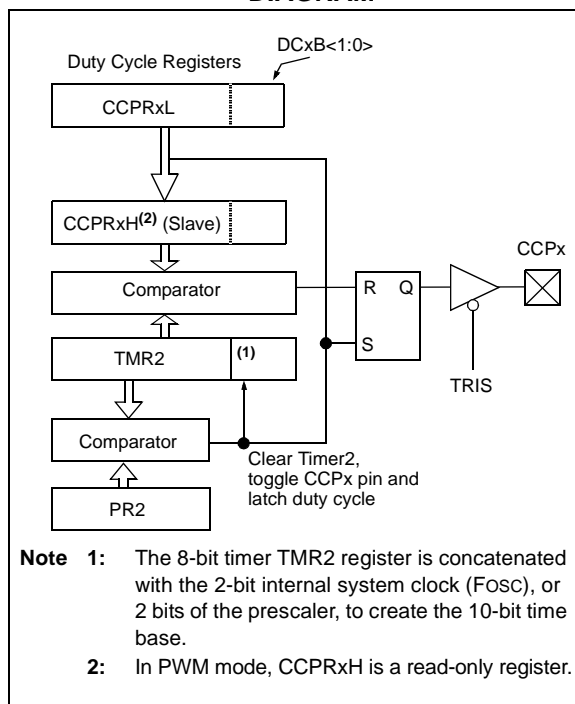 DIAGRAM
DCxB<1:0>
Duty Cycle Registers
CCPRxL
CCPRxH(2) (Slave)
CCPx
Comparator
R Q
S
TMR2
(1)
TRIS
Comparator
Clear Timer2,
toggle CCPx pin and
latch duty cycle
PR2
Note 1: The 8-bit timer TMR2 register is concatenated
with the 2-bit internal system clock (FOSC), or
2 bits of the prescaler, to create the 10-bit time
base.
2: In PWM mode, CCPRxH is a read-only register.